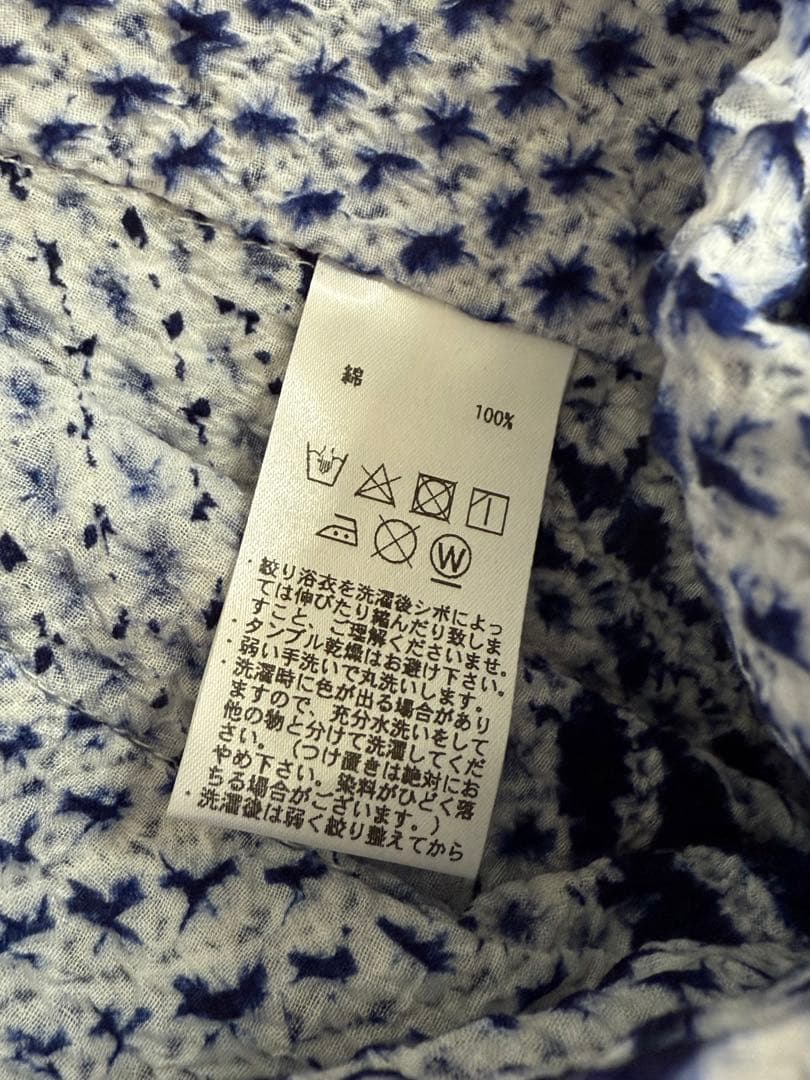 綿
100%
W
・絞り浴衣を洗濯後シボによっ
ては伸びたり縮んだり致しま
すこと、ご理解くださいませ。
・タンブル乾燥はお避け下さい。
・弱い手洗いで丸洗いします。
・洗濯時に色が出る場合があり
ますので、充分水洗いをして
他の物と分けて洗濯してくだ
さい。（つけ置きは絶対にお
やめ下さい。染料がひどく落
ちる場合がございます。）
・洗濯後は弱く絞り整えてから